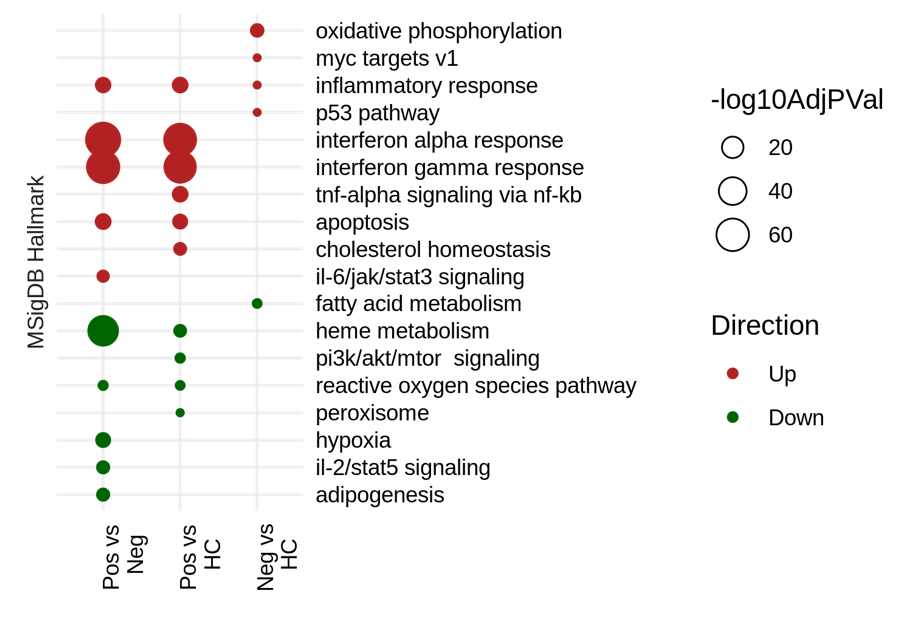 MSigDB Hallmark
oxidative phosphorylation
myc targets v1
inflammatory response
p53 pathway
interferon alpha response
interferon gamma response
tnf-alpha signaling via nf-kb
apoptosis
cholesterol homeostasis
il-6/jak/stat3 signaling
fatty acid metabolism
heme metabolism
pi3k/akt/mtor  signaling
reactive oxygen species pathway
peroxisome
hypoxia
il-2/stat5 signaling
adipogenesis
Pos vs
Neg
Pos vs
HC
Neg vs
HC
-log10AdjPVal
20
40
60
Direction
Up
Down